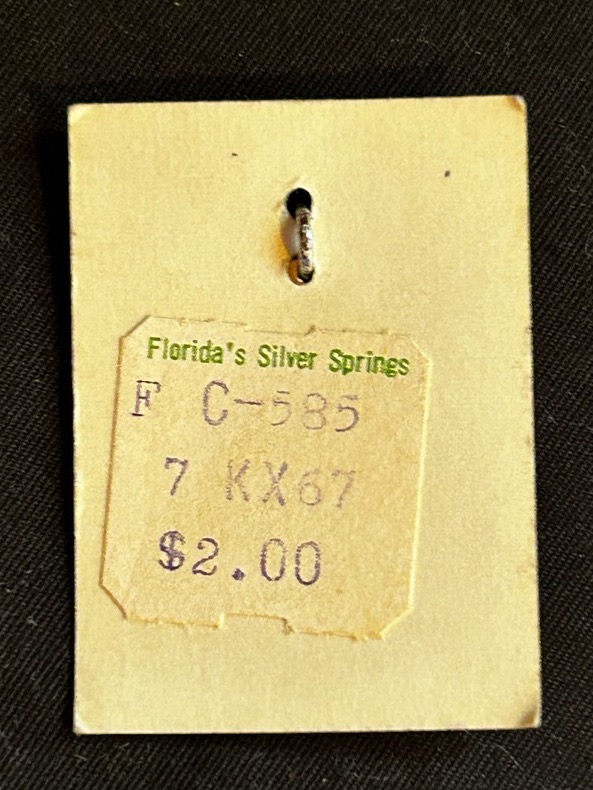 Florida's Silver Springs
F C-585
7 KX67
$2.00